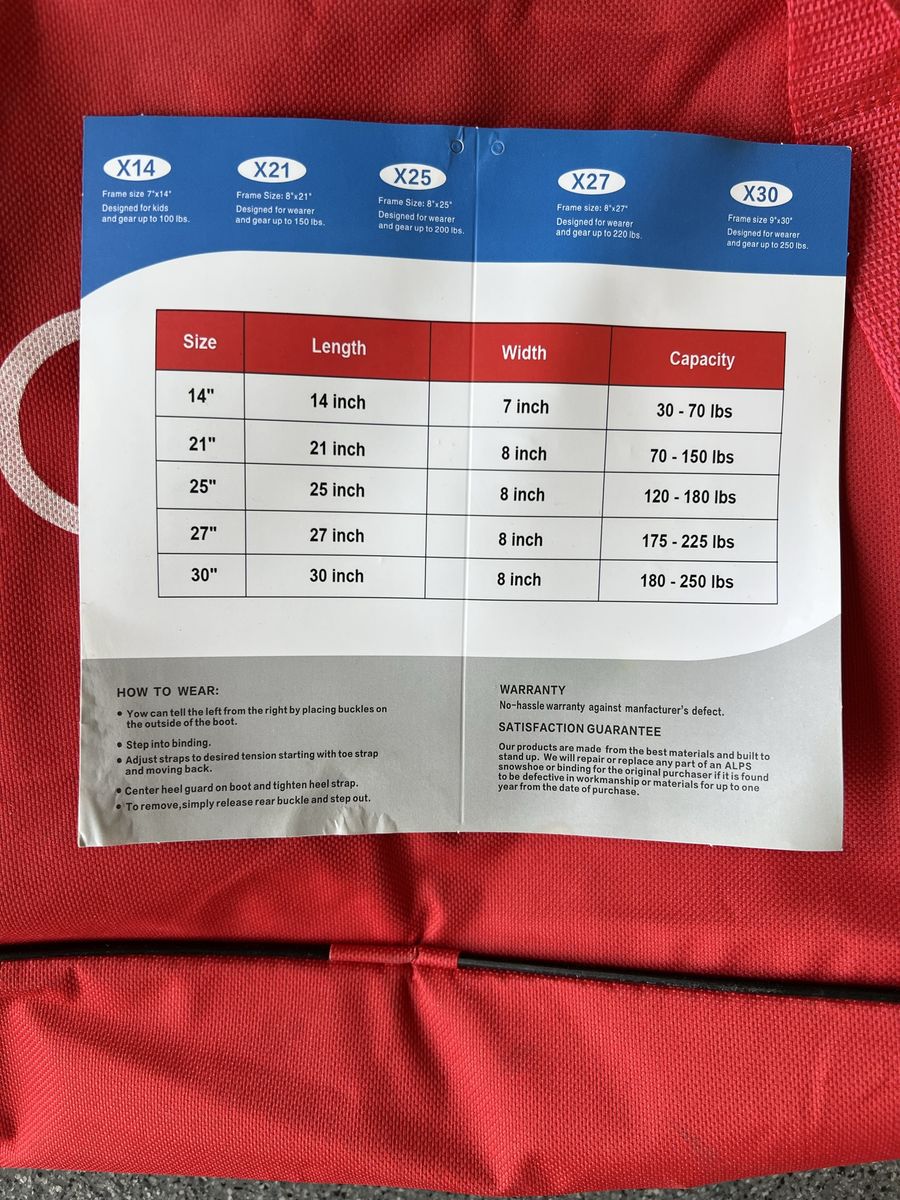 X14
Frame size 7"x14"
Designed for kids
and gear up to 100 lbs.
X21
Frame Size: 8"x21"
Designed for wearer
and gear up to 150 lbs.
X25
Frame Size: 8"x25"
Designed for wearer
and gear up to 200 lbs.
X27
Frame size: 8"x27"
Designed for wearer
and gear up to 220 lbs.
X30
Frame size 9"x30"
Designed for wearer
and gear up to 250 lbs.
Size Length Width Capacity
14" 14 inch 7 inch 30 - 70 lbs
21" 21 inch 8 inch 70 - 150 lbs
25" 25 inch 8 inch 120 - 180 lbs
27" 27 inch 8 inch 175 - 225 lbs
30" 30 inch 8 inch 180 - 250 lbs
HOW TO WEAR:
• Yow can tell the left from the right by placing buckles on
the outside of the boot.
• Step into binding.
• Adjust straps to desired tension starting with toe strap
and moving back.
• Center heel guard on boot and tighten heel strap.
• To remove,simply release rear buckle and step out.
WARRANTY
No-hassle warranty against manfacturer's defect.
SATISFACTION GUARANTEE
Our products are made from the best materials and built to
stand up. We will repair or replace any part of an ALPS
snowshoe or binding for the original purchaser if it is found
to be defective in workmanship or materials for up to one
year from the date of purchase.